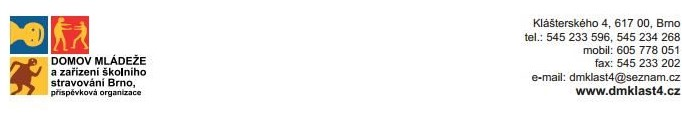 DOMOV MLÁDEŽE
a zařízení školního
stravování Brno,
příspěvková organizace
Klášterského 4, 617 00, Brno
tel.: 545 233 596, 545 234 268
mobil: 605 778 051
fax: 545 233 202
e-mail: dmklast4@seznam.cz
www.dmklast4.cz